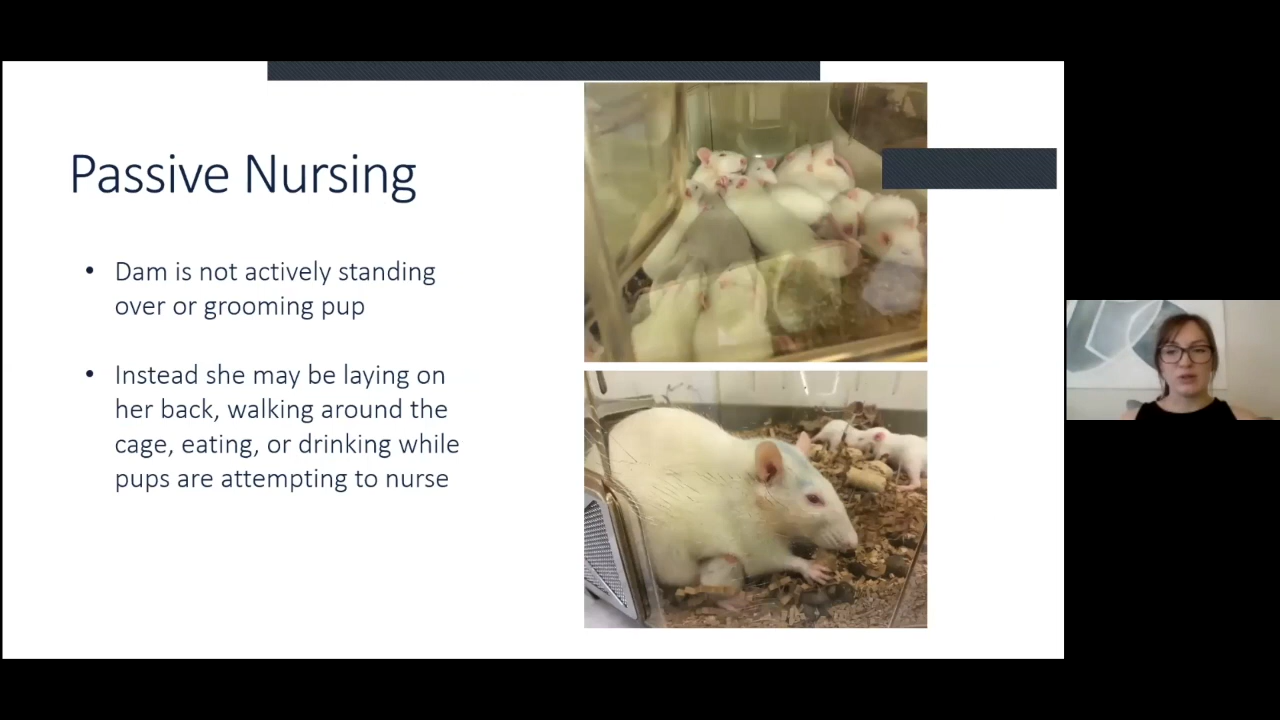 Passive Nursing
• Dam is not actively standing
over or grooming pup
• Instead she may be laying on
her back, walking around the
cage, eating, or drinking while
pups are attempting to nurse